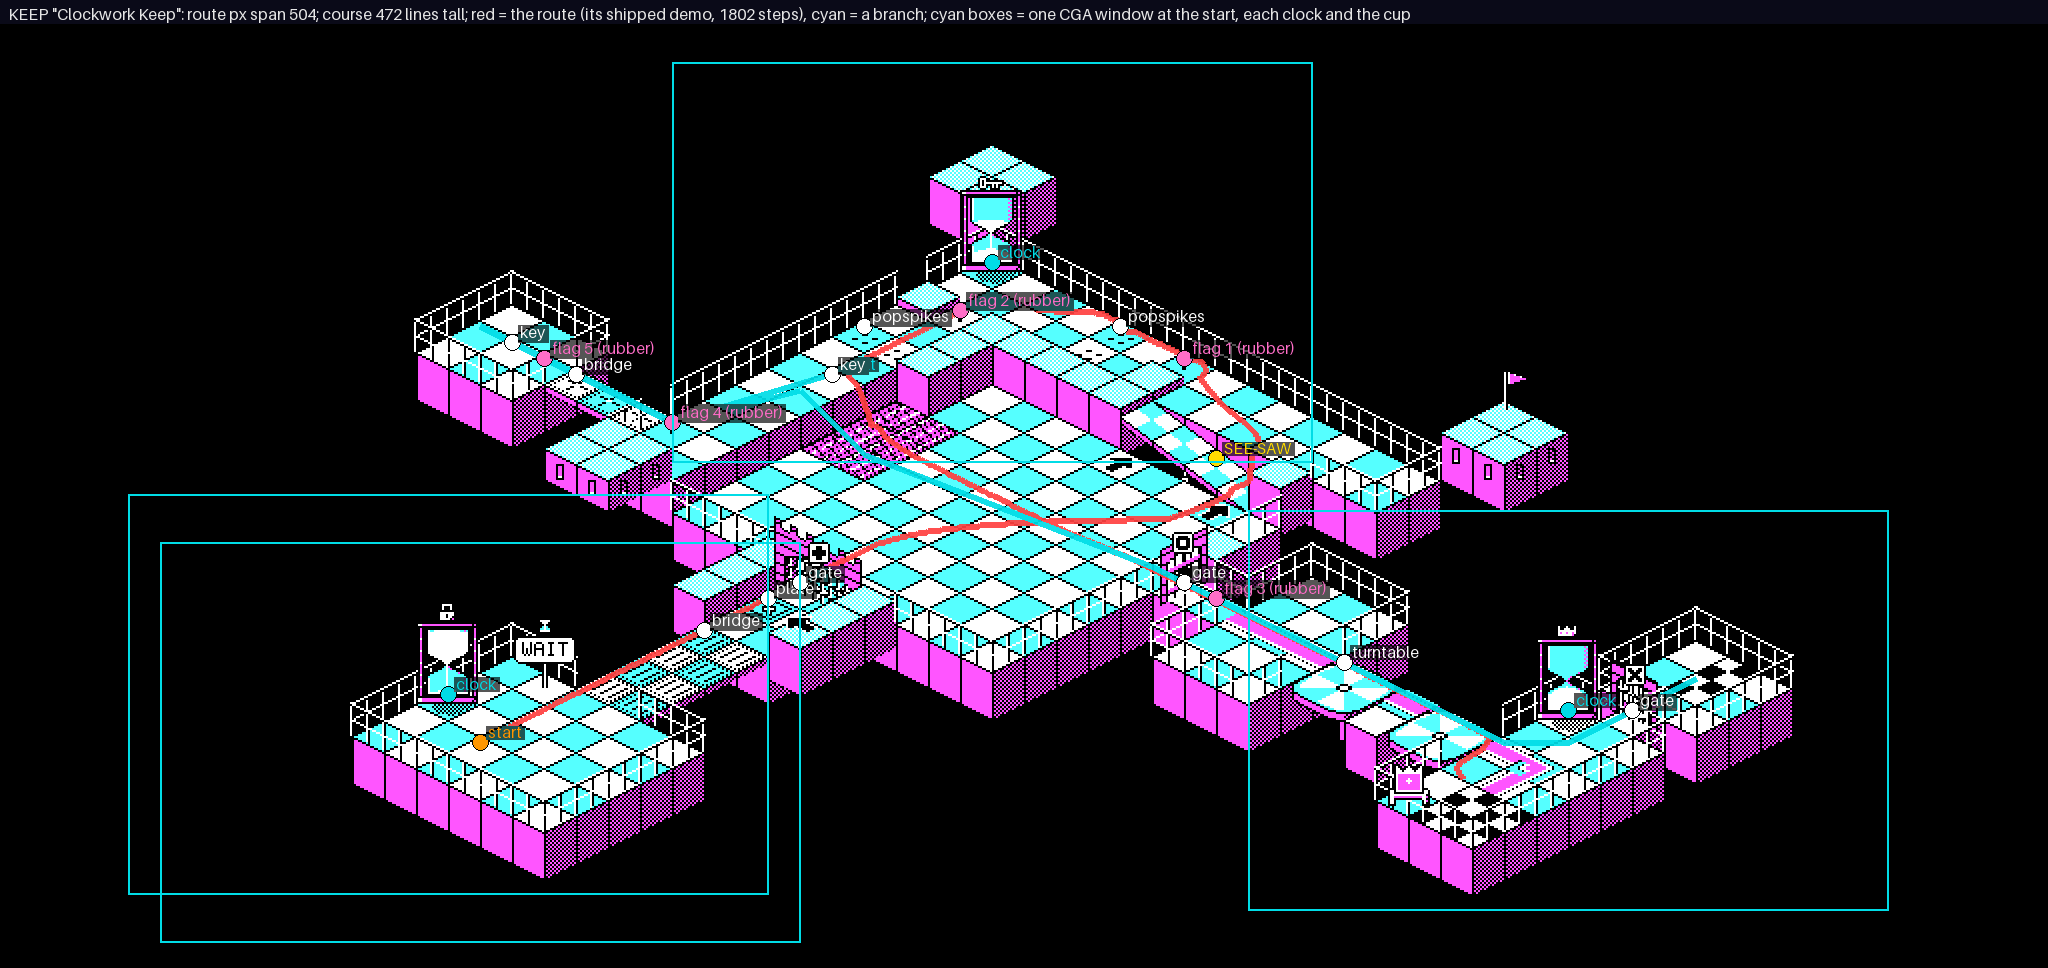 KEEP "Clockwork Keep": route px span 504; course 472 lines tall; red = the route (its shipped demo, 1802 steps), cyan = a branch; cyan boxes = one CGA window at the start, each clock and the cup
clock
flag 2 (rubber)
popspikes
popspikes
key
flag 5 (rubber)
flag 1 (rubber)
bridge
key
flag 4 (rubber)
SEE-SAW
gate
gate
plate
flag 3 (rubber)
bridge
WAIT
turntable
clock
clock
gate
start